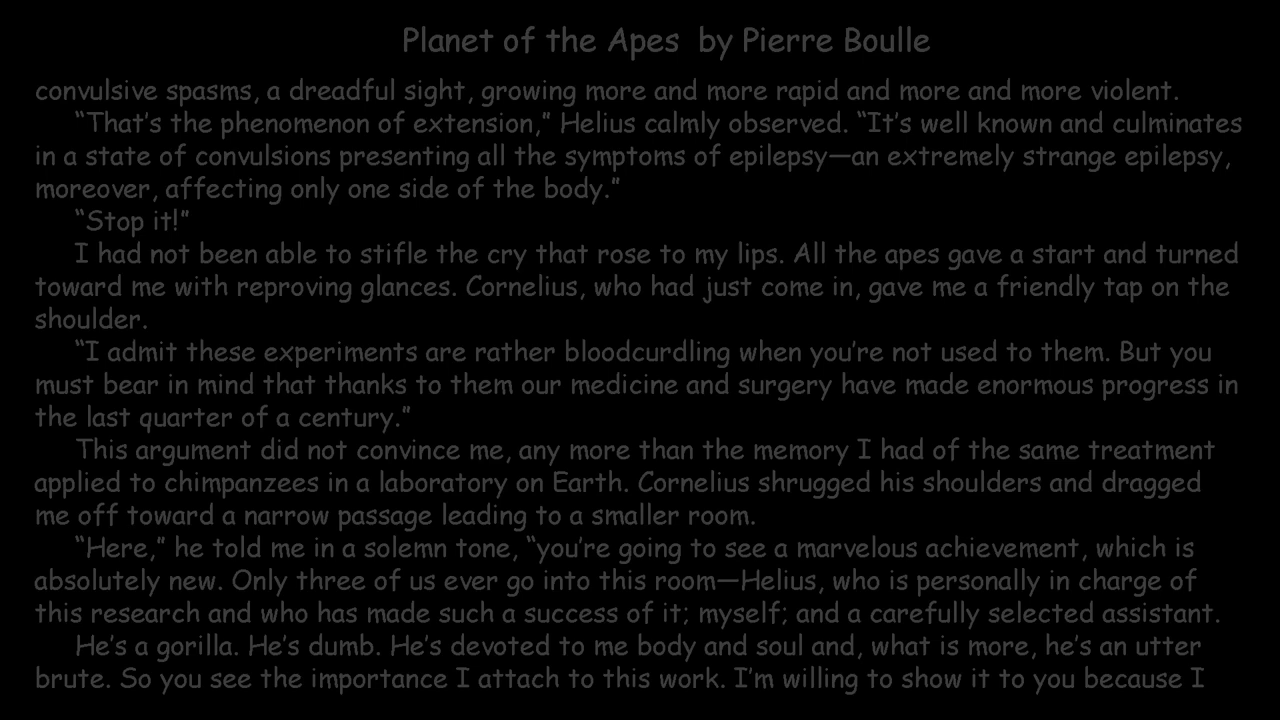 Planet of the Apes  by Pierre Boulle
convulsive spasms, a dreadful sight, growing more and more rapid and more and more violent.
“That’s the phenomenon of extension,” Helius calmly observed. “It’s well known and culminates
in a state of convulsions presenting all the symptoms of epilepsy—an extremely strange epilepsy,
moreover, affecting only one side of the body.”
“Stop it!”
I had not been able to stifle the cry that rose to my lips. All the apes gave a start and turned
toward me with reproving glances. Cornelius, who had just come in, gave me a friendly tap on the
shoulder.
“I admit these experiments are rather bloodcurdling when you’re not used to them. But you
must bear in mind that thanks to them our medicine and surgery have made enormous progress in
the last quarter of a century.”
This argument did not convince me, any more than the memory I had of the same treatment
applied to chimpanzees in a laboratory on Earth. Cornelius shrugged his shoulders and dragged
me off toward a narrow passage leading to a smaller room.
“Here,” he told me in a solemn tone, “you’re going to see a marvelous achievement, which is
absolutely new. Only three of us ever go into this room—Helius, who is personally in charge of
this research and who has made such a success of it; myself; and a carefully selected assistant.
He’s a gorilla. He’s dumb. He’s devoted to me body and soul and, what is more, he’s an utter
brute. So you see the importance I attach to this work. I’m willing to show it to you because I